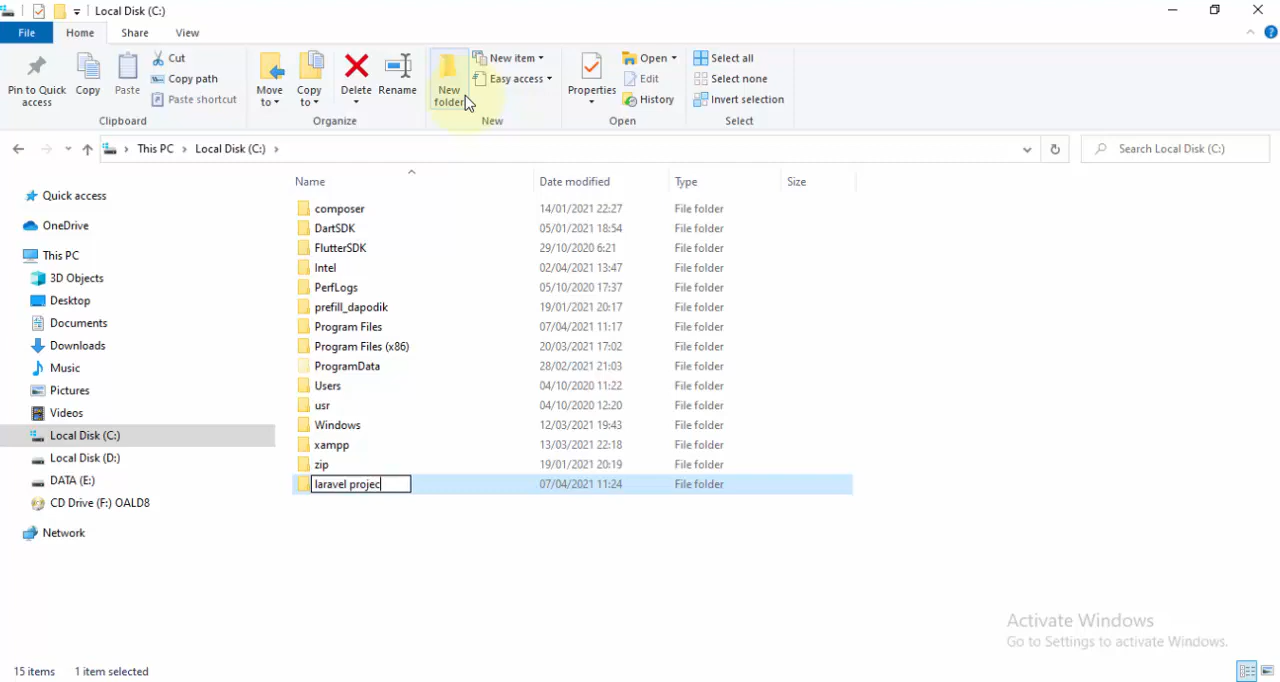 Local Disk (C:)
File Home Share View
Pin to Quick access
Copy
Paste
Cut
Copy path
Paste shortcut
Clipboard
Move to
Copy to
Delete
Rename
Organize
New folder
New item
Easy access
New
Properties
Open
Edit
History
Open
Select all
Select none
Invert selection
Select
This PC Local Disk (C:)
Search Local Disk (C:)
Quick access
OneDrive
This PC
3D Objects
Desktop
Documents
Downloads
Music
Pictures
Videos
Local Disk (C:)
Local Disk (D:)
DATA (E:)
CD Drive (F:) OALD8
Network
Name Date modified Type Size
composer 14/01/2021 22:27 File folder
DartSDK 05/01/2021 18:54 File folder
FlutterSDK 29/10/2020 6:21 File folder
Intel 02/04/2021 13:47 File folder
PerfLogs 05/10/2020 17:37 File folder
prefill_dapodik 19/01/2021 20:17 File folder
Program Files 07/04/2021 11:17 File folder
Program Files (x86) 20/03/2021 17:02 File folder
ProgramData 28/02/2021 21:03 File folder
Users 04/10/2020 11:22 File folder
usr 04/10/2020 12:20 File folder
Windows 12/03/2021 19:43 File folder
xampp 13/03/2021 22:18 File folder
zip 19/01/2021 20:19 File folder
laravel projec 07/04/2021 11:24 File folder
Activate Windows
Go to Settings to activate Windows.
15 items 1 item selected